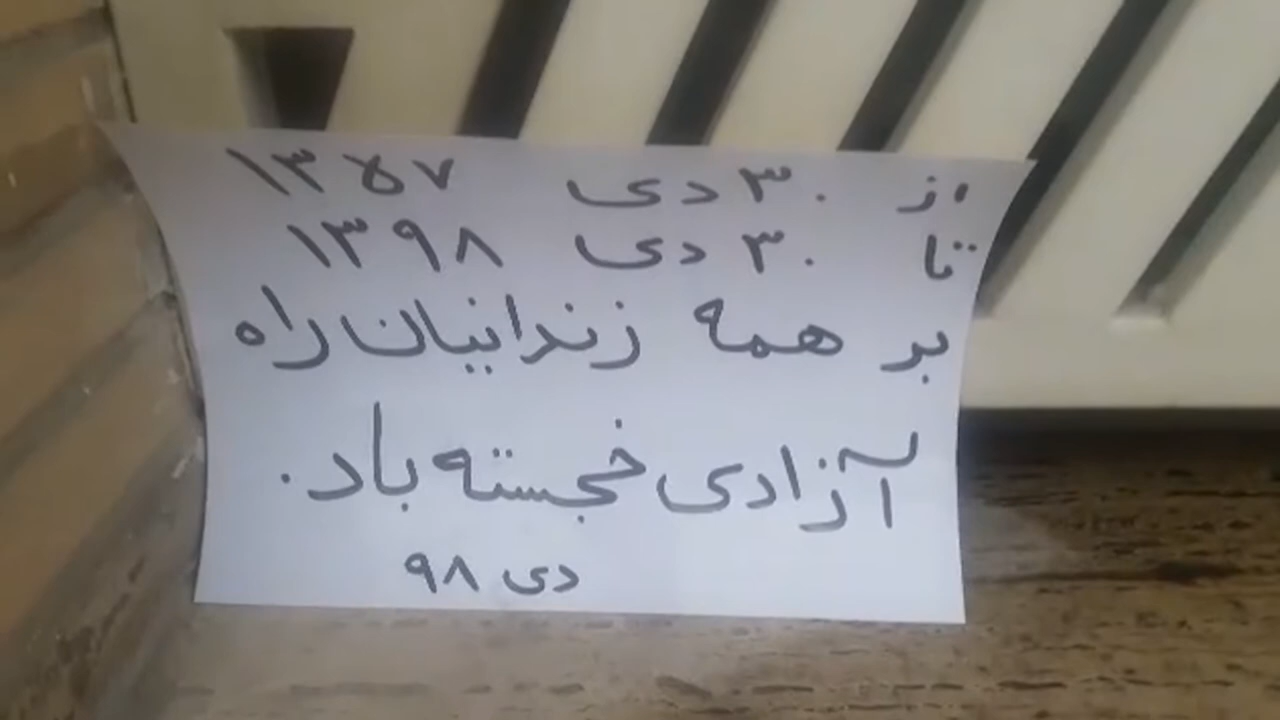 از ۳۰ دی ۱۳۵۷
تا ۳۰ دی ۱۳۹۸
بر همه زندانیان راه
آزادی خجسته باد.
دی ۹۸